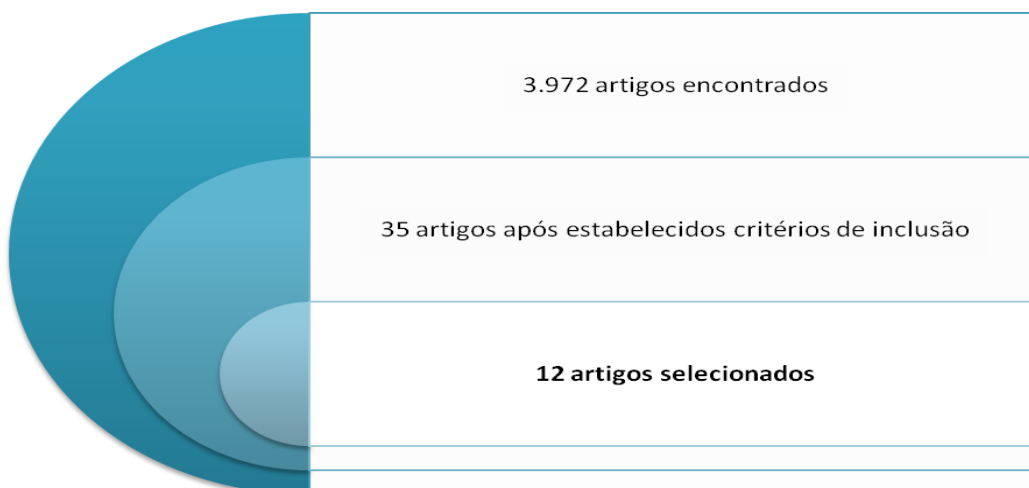 3.972 artigos encontrados
35 artigos após estabelecidos critérios de inclusão
12 artigos selecionados